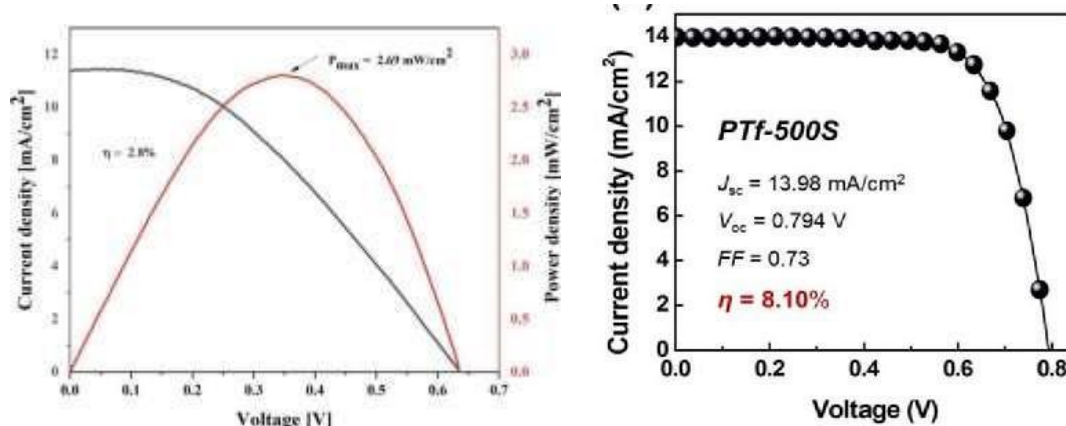 12
10
8
6
4
2
0
Current density [mA/cm²]
P_max = 2.69 mW/cm²
η = 2.8%
3.0
2.5
2.0
1.5
1.0
0.5
0.0
Power density [mW/cm²]
0.0 0.1 0.2 0.3 0.4 0.5 0.6 0.7
Voltage [V]
14
12
10
8
6
4
2
0
Current density (mA/cm²)
PTf-500S
J_sc = 13.98 mA/cm²
V_oc = 0.794 V
FF = 0.73
η = 8.10%
0.0 0.2 0.4 0.6 0.8
Voltage (V)